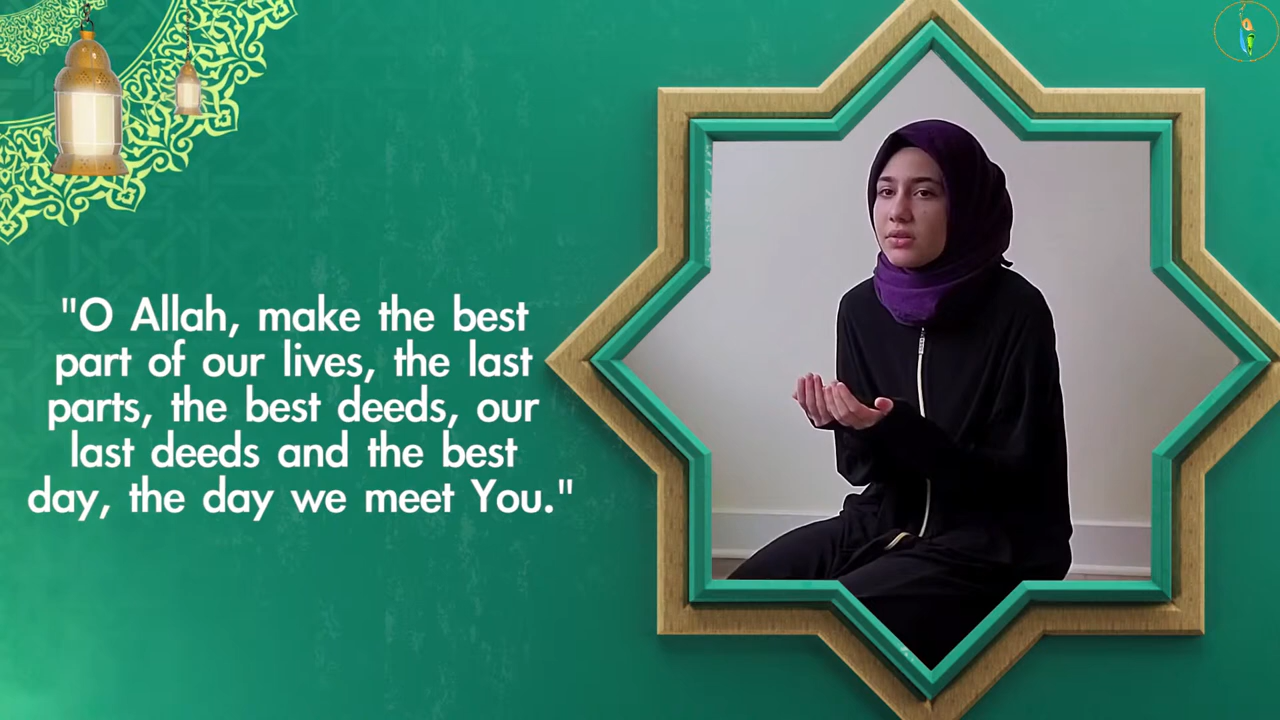 "O Allah, make the best
part of our lives, the last
parts, the best deeds, our
last deeds and the best
day, the day we meet You."